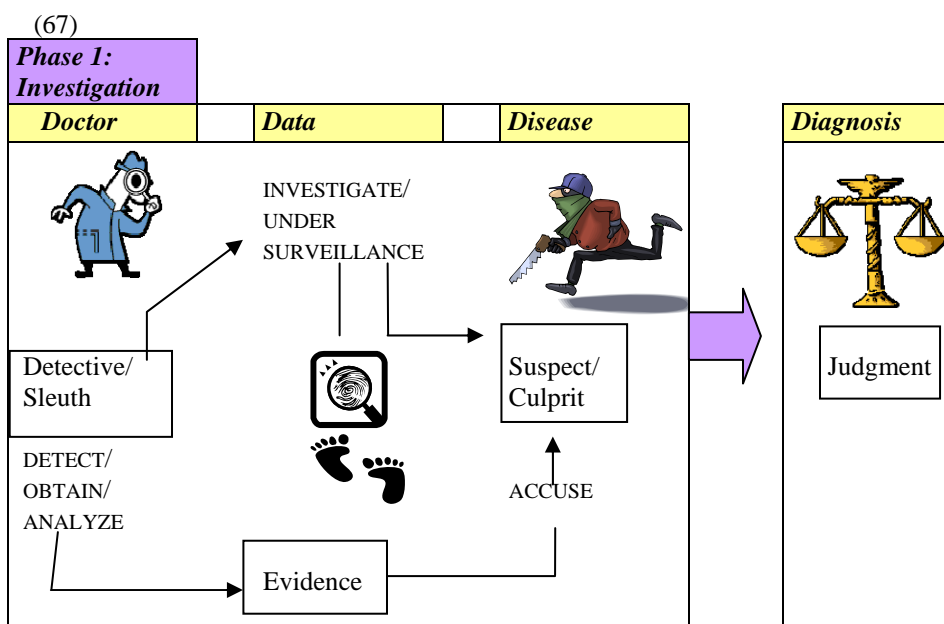 (67)
Phase 1:
Investigation
Doctor
Data
Disease
Diagnosis
INVESTIGATE/
UNDER
SURVEILLANCE
Detective/
Sleuth
Suspect/
Culprit
Judgment
DETECT/
OBTAIN/
ANALYZE
ACCUSE
Evidence